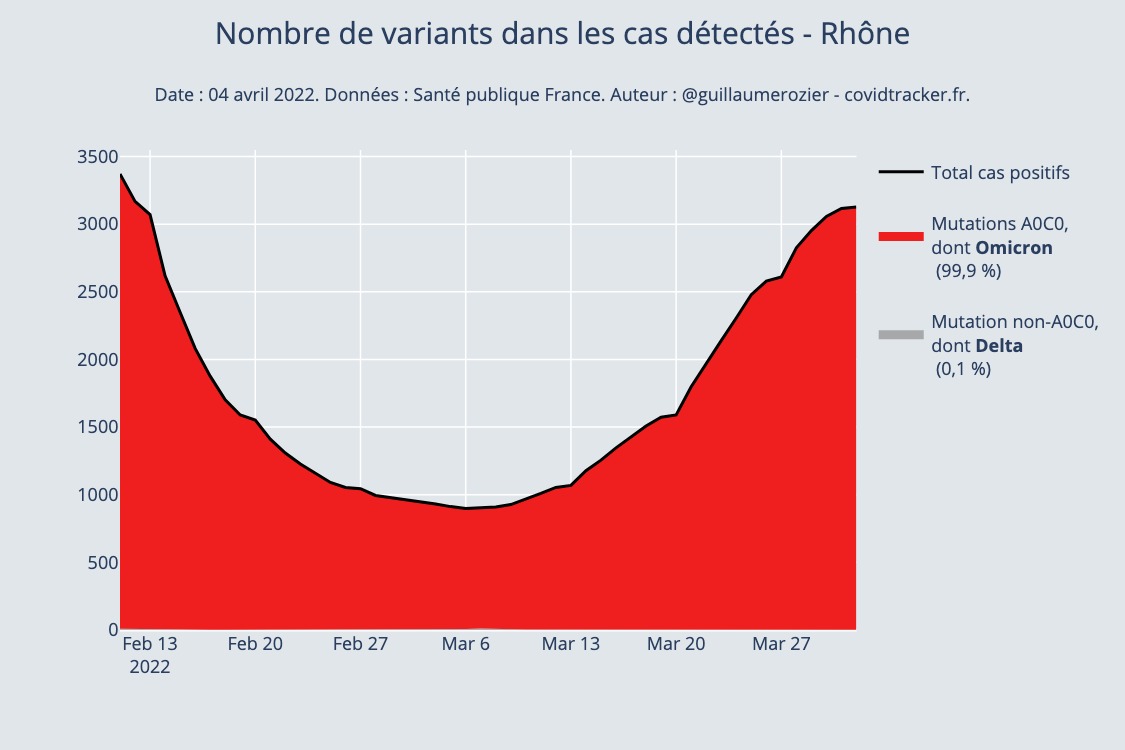 Nombre de variants dans les cas détectés - Rhône
Date : 04 avril 2022. Données : Santé publique France. Auteur : @guillaumerozier - covidtracker.fr.
3500
3000
2500
2000
1500
1000
500
0
Feb 13
2022
Feb 20
Feb 27
Mar 6
Mar 13
Mar 20
Mar 27
Total cas positifs
Mutations A0C0,
dont Omicron
(99,9 %)
Mutation non-A0C0,
dont Delta
(0,1 %)